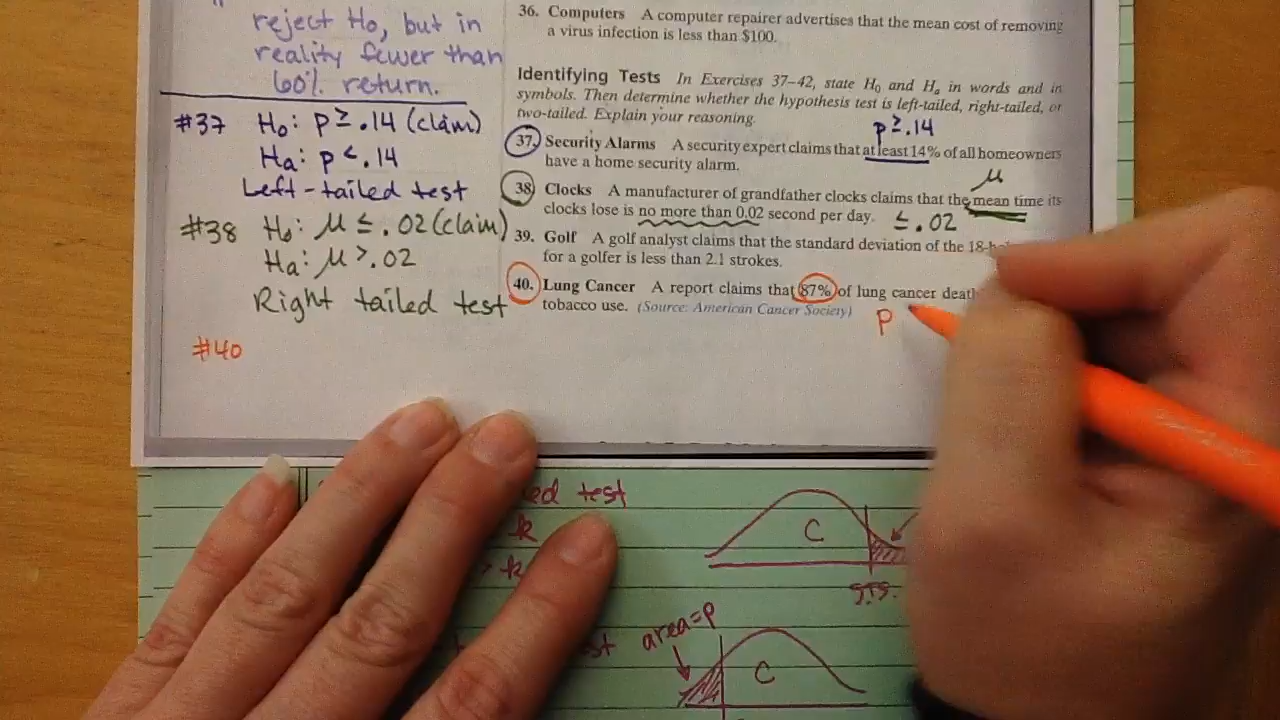 reject Ho, but in
reality fewer than
60% return.
#37 Ho: p ≥ .14 (claim)
Ha: p < .14
Left-tailed test
#38 Ho: μ ≤ .02 (claim)
Ha: μ > .02
Right tailed test
#40
36. Computers A computer repairer advertises that the mean cost of removing
a virus infection is less than $100.
Identifying Tests In Exercises 37–42, state H0 and Ha in words and in
symbols. Then determine whether the hypothesis test is left-tailed, right-tailed, or
two-tailed. Explain your reasoning.
p ≥ .14
37. Security Alarms A security expert claims that at least 14% of all homeowners
have a home security alarm.
μ
38. Clocks A manufacturer of grandfather clocks claims that the mean time its
clocks lose is no more than 0.02 second per day. ≤ .02
39. Golf A golf analyst claims that the standard deviation of the 18-
for a golfer is less than 2.1 strokes.
40. Lung Cancer A report claims that 87% of lung cancer
tobacco use. (Source: American Cancer Society)
p
test
k
> k
C
S.T.S.
area=p
C